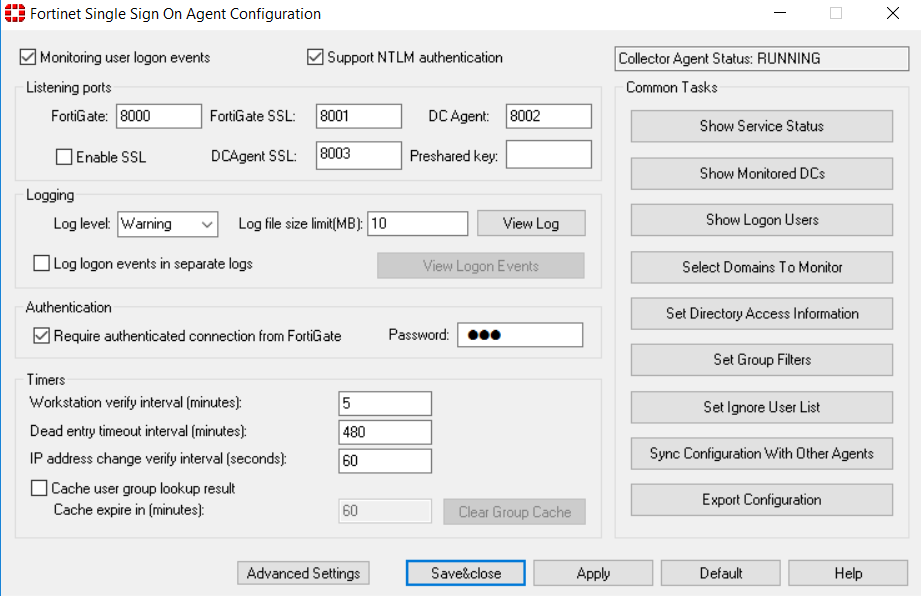 Fortinet Single Sign On Agent Configuration
Monitoring user logon events
Support NTLM authentication
Collector Agent Status: RUNNING
Listening ports
FortiGate: 8000 FortiGate SSL: 8001 DC Agent: 8002
Enable SSL DCAgent SSL: 8003 Preshared key:
Logging
Log level: Warning Log file size limit(MB): 10 View Log
Log logon events in separate logs View Logon Events
Authentication
Require authenticated connection from FortiGate Password: ●●●
Timers
Workstation verify interval (minutes): 5
Dead entry timeout interval (minutes): 480
IP address change verify interval (seconds): 60
Cache user group lookup result
Cache expire in (minutes): 60 Clear Group Cache
Common Tasks
Show Service Status
Show Monitored DCs
Show Logon Users
Select Domains To Monitor
Set Directory Access Information
Set Group Filters
Set Ignore User List
Sync Configuration With Other Agents
Export Configuration
Advanced Settings Save&close Apply Default Help